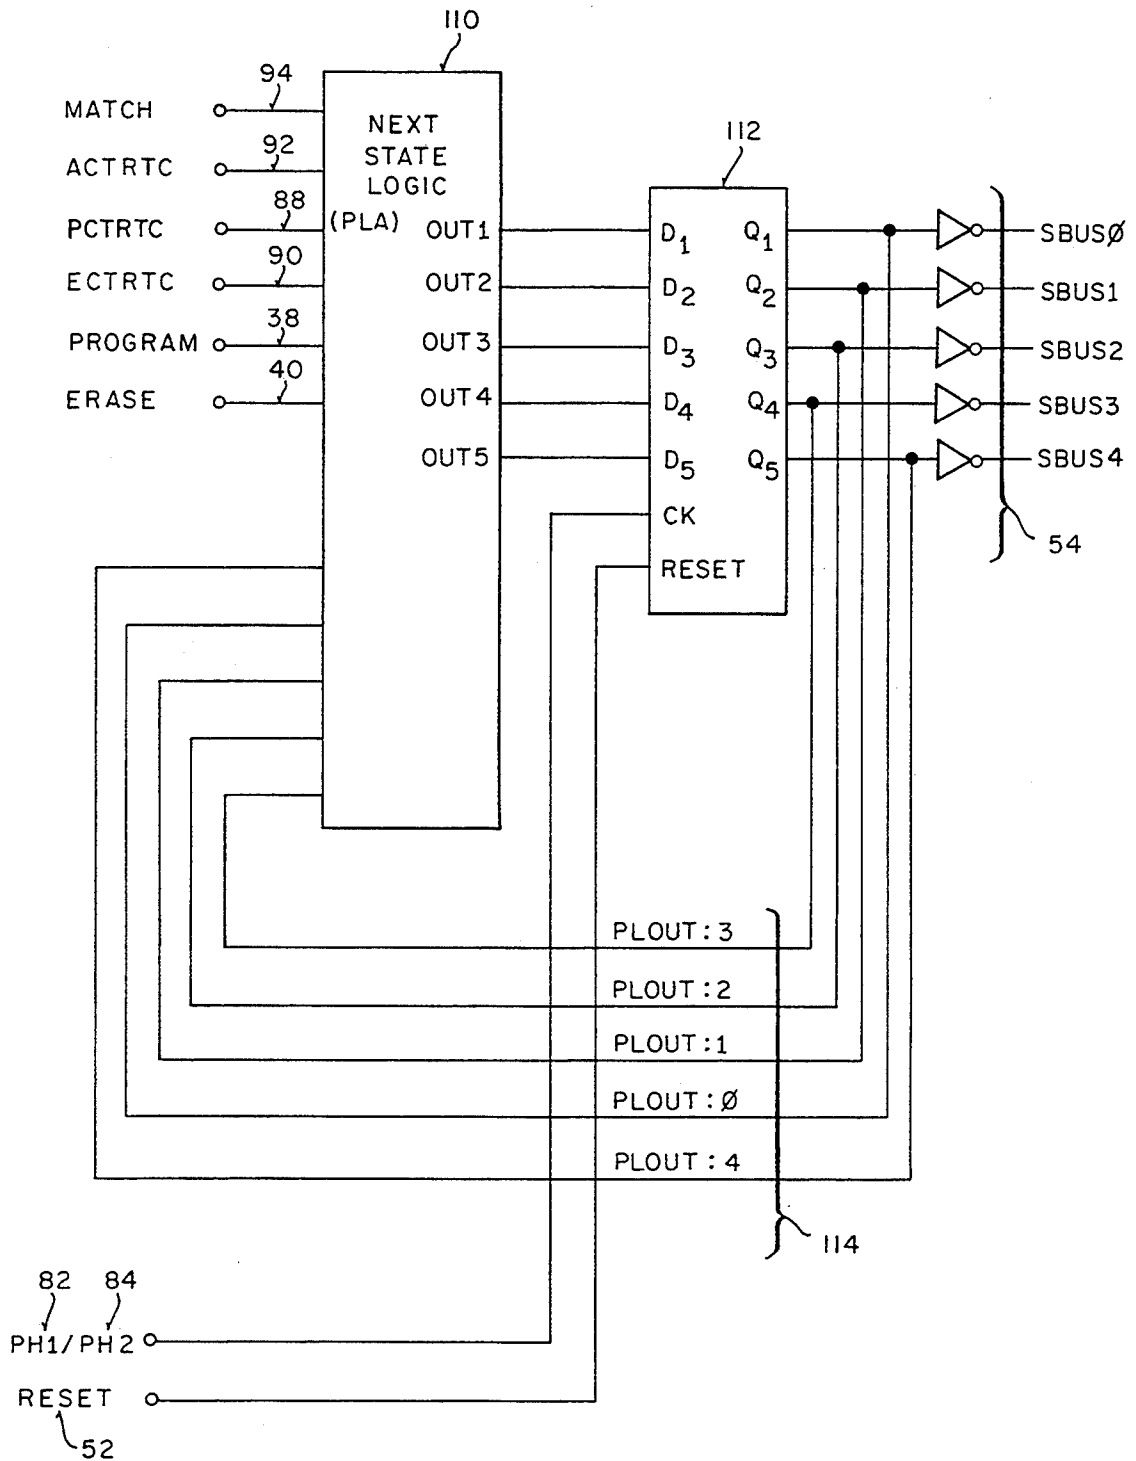 110
94
MATCH
NEXT
STATE
LOGIC
(PLA)
92
ACTRTC
88
PCTRTC
90
ECTRTC
38
PROGRAM
40
ERASE
OUT1
OUT2
OUT3
OUT4
OUT5
112
D1
D2
D3
D4
D5
CK
RESET
Q1
Q2
Q3
Q4
Q5
SBUSØ
SBUS1
SBUS2
SBUS3
SBUS4
54
PLOUT:3
PLOUT:2
PLOUT:1
PLOUT:Ø
PLOUT:4
114
82 84
PH1/PH2
RESET
52